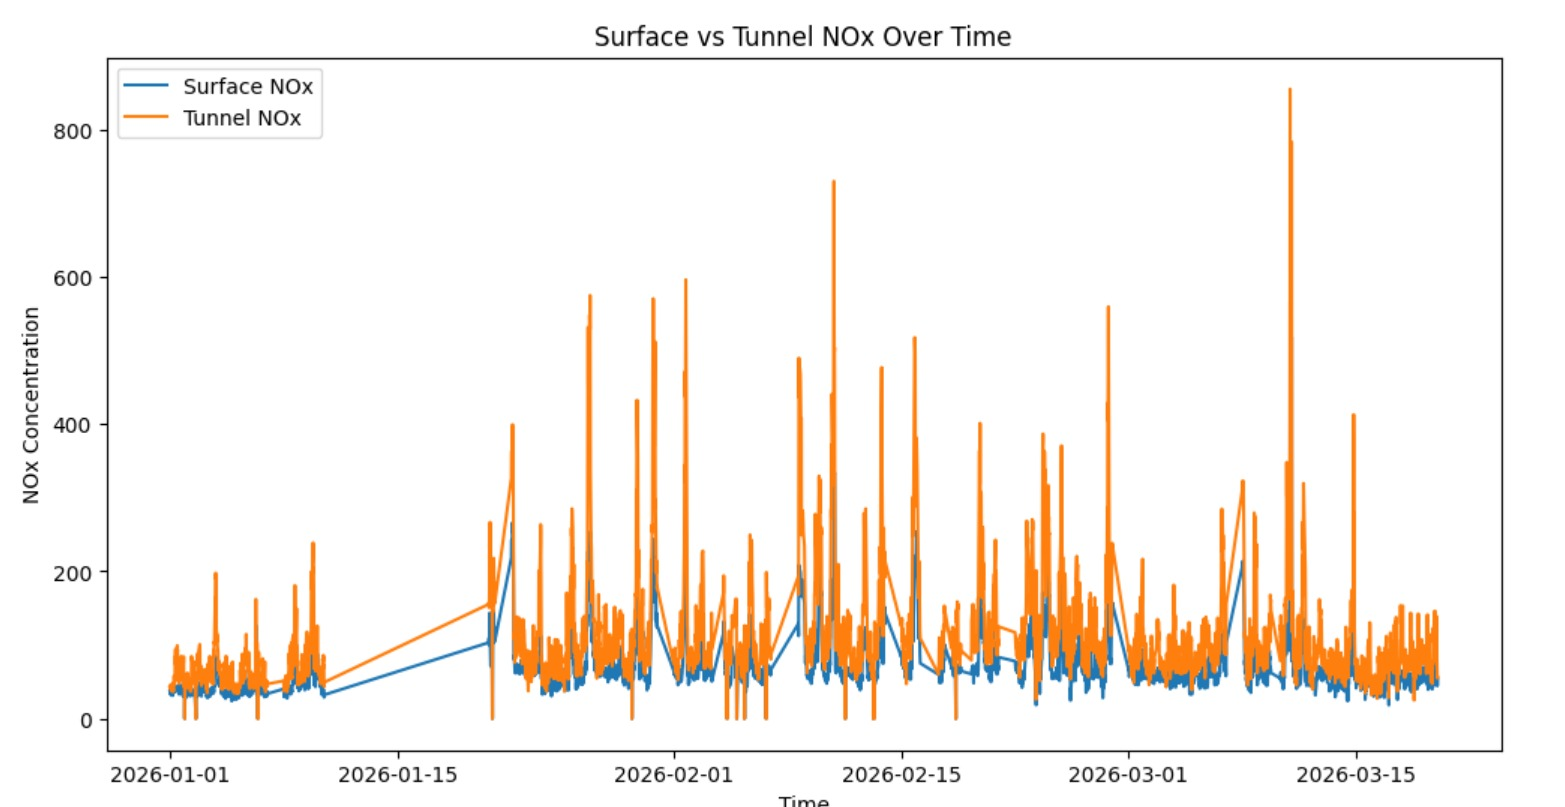 Surface vs Tunnel NOx Over Time
Surface NOx
Tunnel NOx
NOx Concentration
800
600
400
200
0
2026-01-01
2026-01-15
2026-02-01
2026-02-15
2026-03-01
2026-03-15
Time